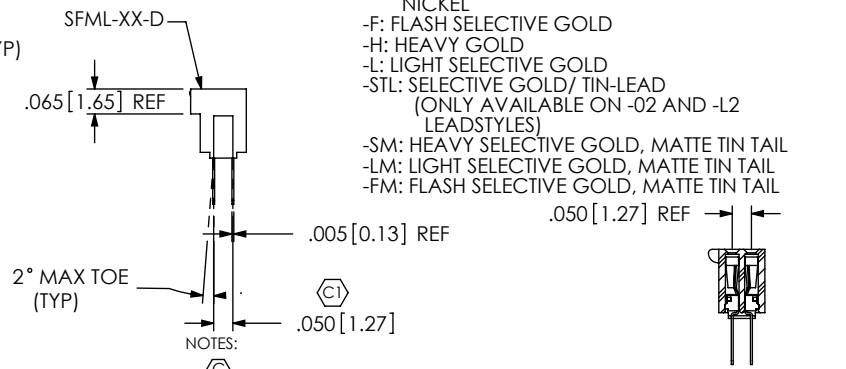 NICKEL
-F: FLASH SELECTIVE GOLD
-H: HEAVY GOLD
-L: LIGHT SELECTIVE GOLD
-STL: SELECTIVE GOLD/ TIN-LEAD
(ONLY AVAILABLE ON -02 AND -L2
LEADSTYLES)
-SM: HEAVY SELECTIVE GOLD, MATTE TIN TAIL
-LM: LIGHT SELECTIVE GOLD, MATTE TIN TAIL
-FM: FLASH SELECTIVE GOLD, MATTE TIN TAIL
SFML-XX-D
.065[1.65] REF
.005[0.13] REF
2° MAX TOE
(TYP)
C1
.050[1.27]
.050[1.27] REF
NOTES: